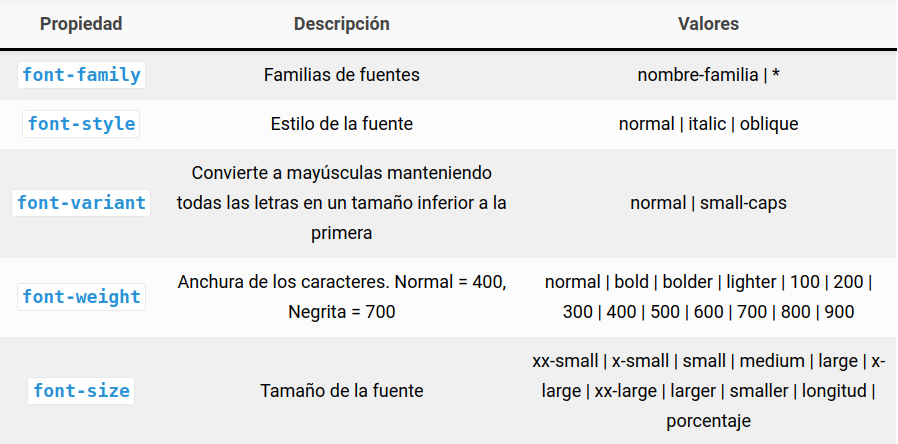 Propiedad Descripción Valores
font-family Familias de fuentes nombre-familia | *
font-style Estilo de la fuente normal | italic | oblique
font-variant Convierte a mayúsculas manteniendo
todas las letras en un tamaño inferior a la
primera normal | small-caps
font-weight Anchura de los caracteres. Normal = 400,
Negrita = 700 normal | bold | bolder | lighter | 100 | 200 |
300 | 400 | 500 | 600 | 700 | 800 | 900
font-size Tamaño de la fuente xx-small | x-small | small | medium | large | x-
large | xx-large | larger | smaller | longitud |
porcentaje